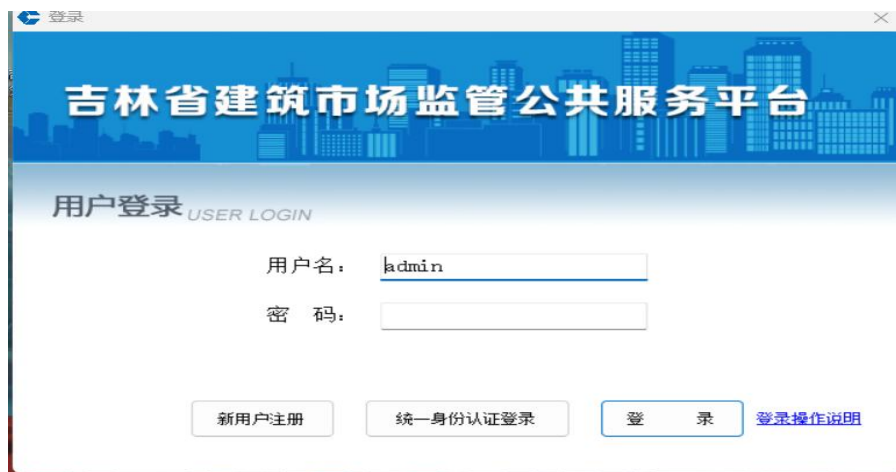 登录
吉林省建筑市场监管公共服务平台
用户登录 USER LOGIN
用户名： admin
密 码：
新用户注册 统一身份认证登录 登 录 登录操作说明